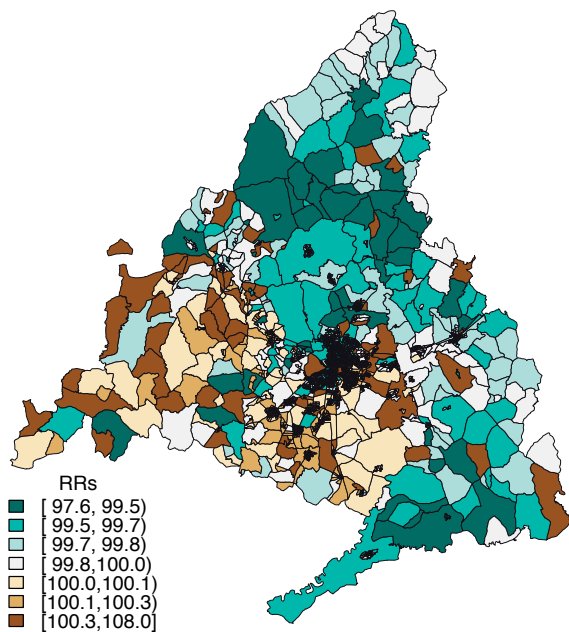 RRs
[ 97.6, 99.5)
[ 99.5, 99.7)
[ 99.7, 99.8)
[ 99.8,100.0)
[100.0,100.1)
[100.1,100.3)
[100.3,108.0]